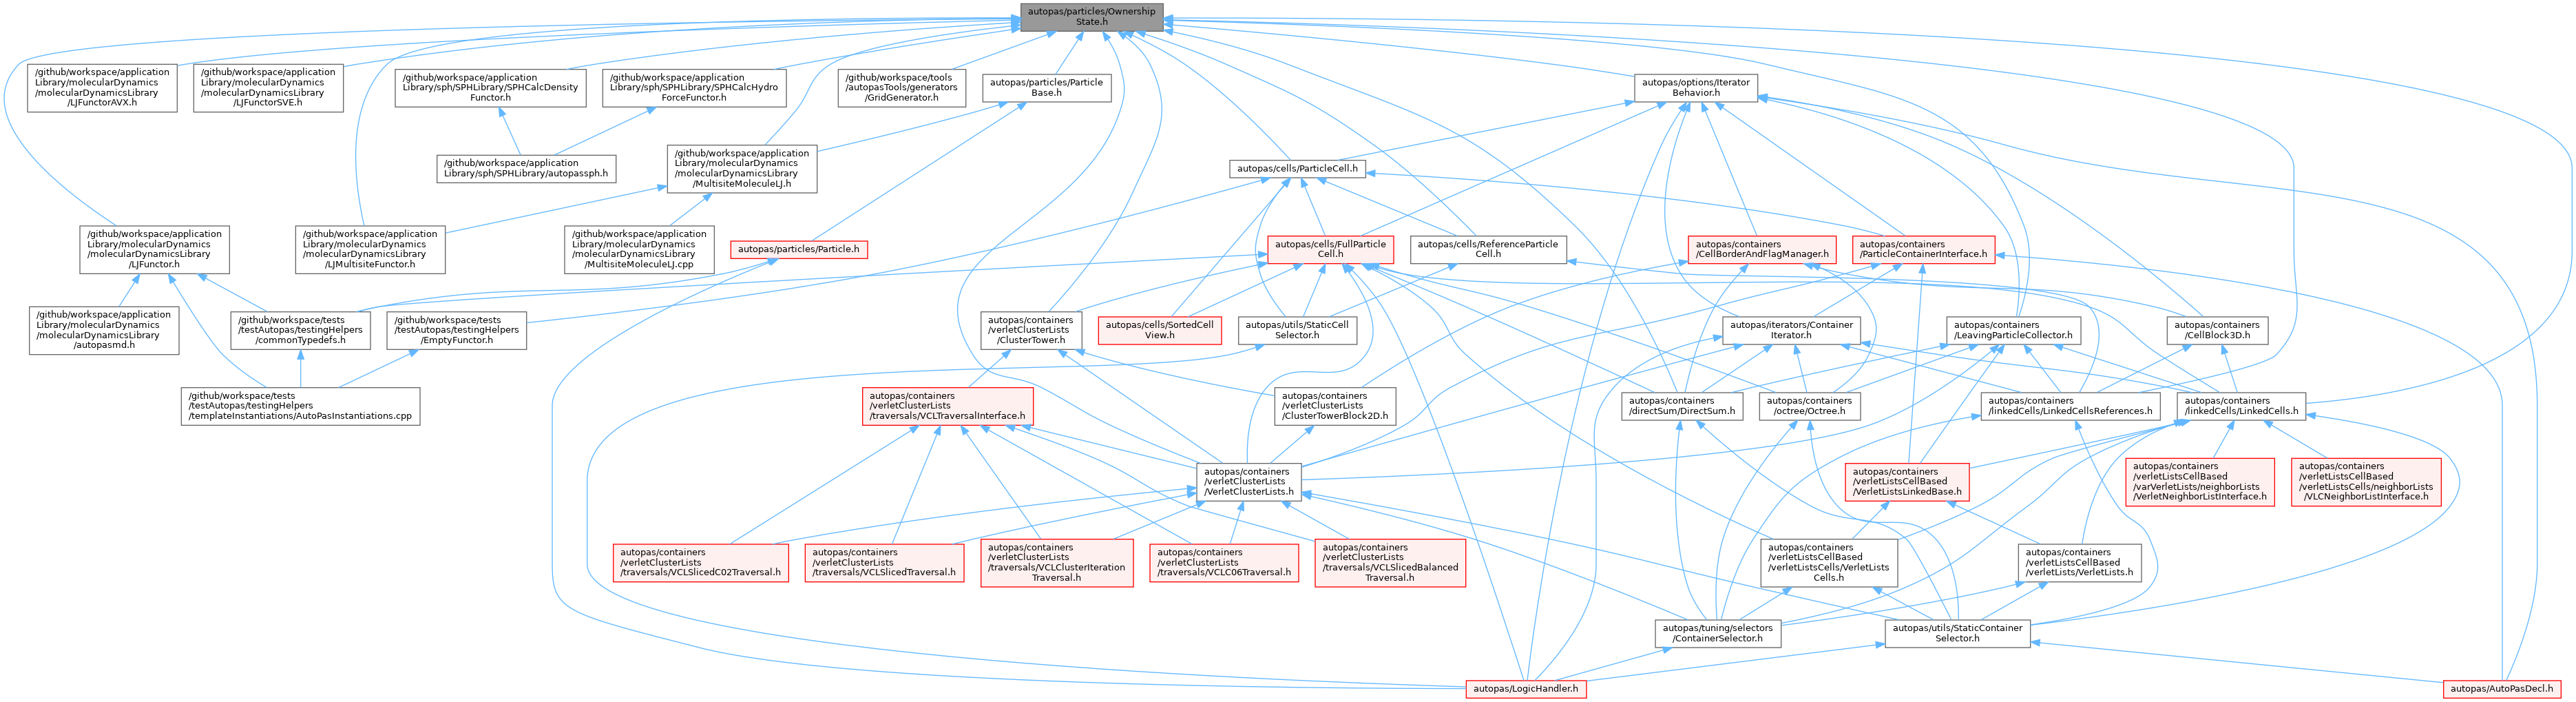 autopas/particles/Ownership
State.h
/github/workspace/application
Library/molecularDynamics
/molecularDynamicsLibrary
/LJFunctorAVX.h
/github/workspace/application
Library/molecularDynamics
/molecularDynamicsLibrary
/LJFunctorSVE.h
/github/workspace/application
Library/sph/SPHLibrary/SPHCalcDensity
Functor.h
/github/workspace/application
Library/sph/SPHLibrary/SPHCalcHydro
ForceFunctor.h
/github/workspace/tools
/autopasTools/generators
/GridGenerator.h
autopas/particles/Particle
Base.h
autopas/options/Iterator
Behavior.h
/github/workspace/application
Library/sph/SPHLibrary/autopassph.h
/github/workspace/application
Library/molecularDynamics
/molecularDynamicsLibrary
/MultisiteMoleculeLJ.h
autopas/cells/ParticleCell.h
/github/workspace/application
Library/molecularDynamics
/molecularDynamicsLibrary
/LJFunctor.h
/github/workspace/application
Library/molecularDynamics
/molecularDynamicsLibrary
/LJMultisiteFunctor.h
/github/workspace/application
Library/molecularDynamics
/molecularDynamicsLibrary
/MultisiteMoleculeLJ.cpp
autopas/particles/Particle.h
autopas/cells/FullParticle
Cell.h
autopas/cells/ReferenceParticle
Cell.h
autopas/containers
/CellBorderAndFlagManager.h
autopas/containers
/ParticleContainerInterface.h
/github/workspace/application
Library/molecularDynamics
/molecularDynamicsLibrary
/autopasmd.h
/github/workspace/tests
/testAutopas/testingHelpers
/commonTypedefs.h
/github/workspace/tests
/testAutopas/testingHelpers
/EmptyFunctor.h
autopas/containers
/verletClusterLists
/ClusterTower.h
autopas/cells/SortedCell
View.h
autopas/utils/StaticCell
Selector.h
autopas/iterators/Container
Iterator.h
autopas/containers
/LeavingParticleCollector.h
autopas/containers
/CellBlock3D.h
/github/workspace/tests
/testAutopas/testingHelpers
/templateInstantiations/AutoPasInstantiations.cpp
autopas/containers
/verletClusterLists
/traversals/VCLTraversalInterface.h
autopas/containers
/verletClusterLists
/ClusterTowerBlock2D.h
autopas/containers
/directSum/DirectSum.h
autopas/containers
/octree/Octree.h
autopas/containers
/linkedCells/LinkedCellsReferences.h
autopas/containers
/linkedCells/LinkedCells.h
autopas/containers
/verletClusterLists
/VerletClusterLists.h
autopas/containers
/verletListsCellBased
/VerletListsLinkedBase.h
autopas/containers
/verletListsCellBased
/varVerletLists/neighborLists
/VerletNeighborListInterface.h
autopas/containers
/verletListsCellBased
/verletListsCells/neighborLists
/VLCNeighborListInterface.h
autopas/containers
/verletClusterLists
/traversals/VCLSlicedC02Traversal.h
autopas/containers
/verletClusterLists
/traversals/VCLSlicedTraversal.h
autopas/containers
/verletClusterLists
/traversals/VCLClusterIteration
Traversal.h
autopas/containers
/verletClusterLists
/traversals/VCLC06Traversal.h
autopas/containers
/verletClusterLists
/traversals/VCLSlicedBalanced
Traversal.h
autopas/containers
/verletListsCellBased
/verletListsCells/VerletLists
Cells.h
autopas/containers
/verletListsCellBased
/verletLists/VerletLists.h
autopas/tuning/selectors
/ContainerSelector.h
autopas/utils/StaticContainer
Selector.h
autopas/LogicHandler.h
autopas/AutoPasDecl.h